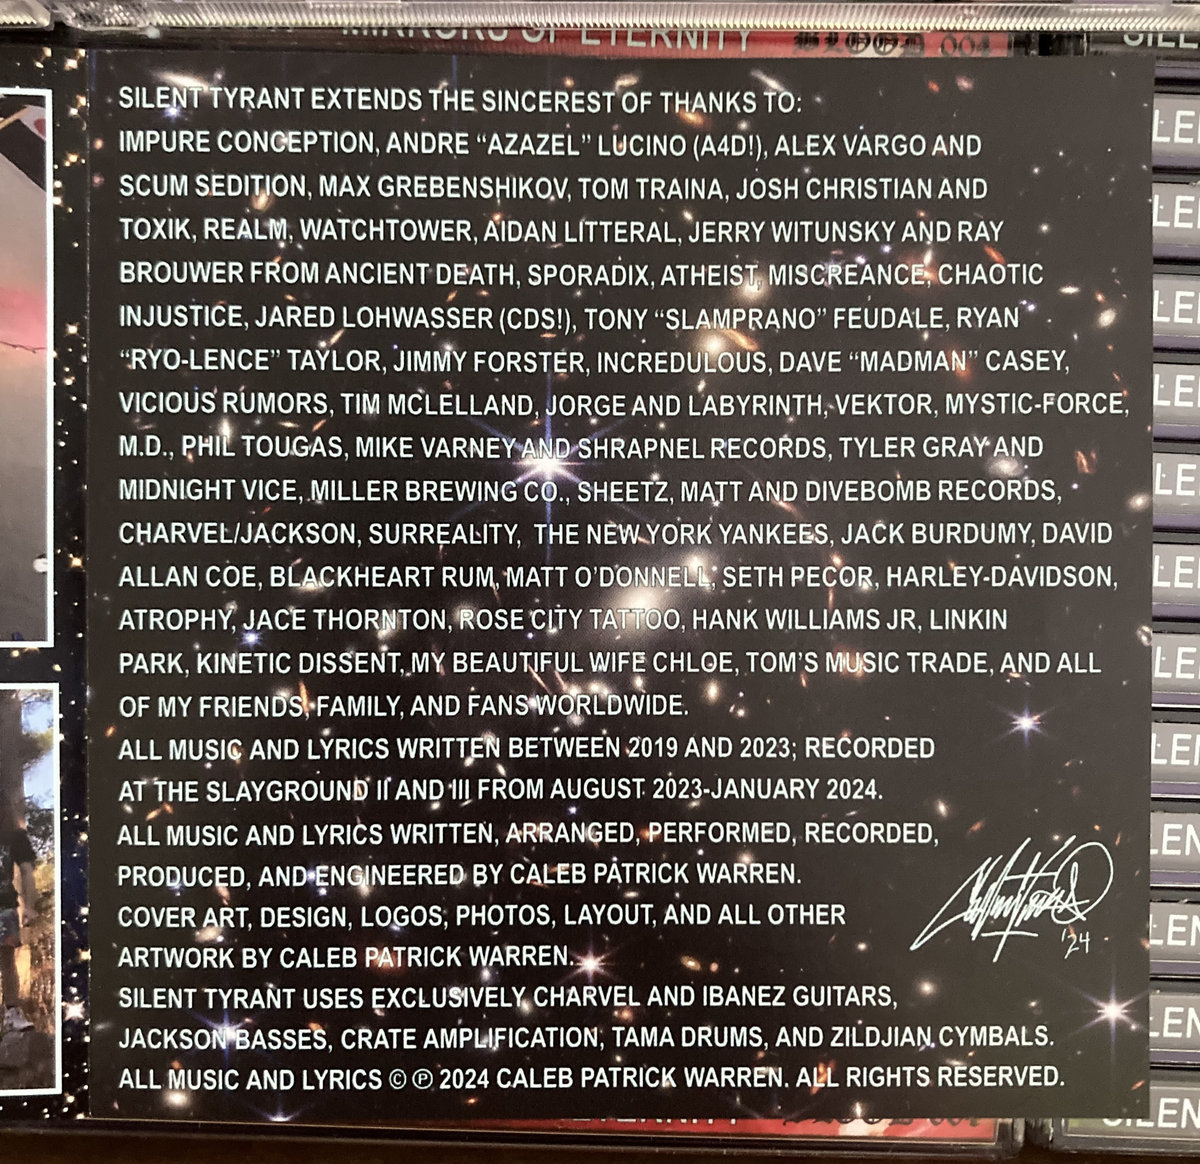 MIRRORS OF ETERNITY BLOOD 004
SILENT TYRANT EXTENDS THE SINCEREST OF THANKS TO:
IMPURE CONCEPTION, ANDRE “AZAZEL” LUCINO (A4D!), ALEX VARGO AND
SCUM SEDITION, MAX GREBENSHIKOV, TOM TRAINA, JOSH CHRISTIAN AND
TOXIK, REALM, WATCHTOWER, AIDAN LITTERAL, JERRY WITUNSKY AND RAY
BROUWER FROM ANCIENT DEATH, SPORADIX, ATHEIST, MISCREANCE, CHAOTIC
INJUSTICE, JARED LOHWASSER (CDS!), TONY “SLAMPRANO” FEUDALE, RYAN
“RYO-LENCE” TAYLOR, JIMMY FORSTER, INCREDULOUS, DAVE “MADMAN” CASEY,
VICIOUS RUMORS, TIM MCLELLAND, JORGE AND LABYRINTH, VEKTOR, MYSTIC-FORCE,
M.D., PHIL TOUGAS, MIKE VARNEY AND SHRAPNEL RECORDS, TYLER GRAY AND
MIDNIGHT VICE, MILLER BREWING CO., SHEETZ, MATT AND DIVEBOMB RECORDS,
CHARVEL/JACKSON, SURREALITY, THE NEW YORK YANKEES, JACK BURDUMY, DAVID
ALLAN COE, BLACKHEART RUM, MATT O’DONNELL, SETH PECOR, HARLEY-DAVIDSON,
ATROPHY, JACE THORNTON, ROSE CITY TATTOO, HANK WILLIAMS JR, LINKIN
PARK, KINETIC DISSENT, MY BEAUTIFUL WIFE CHLOE, TOM’S MUSIC TRADE, AND ALL
OF MY FRIENDS, FAMILY, AND FANS WORLDWIDE.
ALL MUSIC AND LYRICS WRITTEN BETWEEN 2019 AND 2023; RECORDED
AT THE SLAYGROUND II AND III FROM AUGUST 2023-JANUARY 2024.
ALL MUSIC AND LYRICS WRITTEN, ARRANGED, PERFORMED, RECORDED,
PRODUCED, AND ENGINEERED BY CALEB PATRICK WARREN.
COVER ART, DESIGN, LOGOS, PHOTOS, LAYOUT, AND ALL OTHER
ARTWORK BY CALEB PATRICK WARREN.
'24
SILENT TYRANT USES EXCLUSIVELY CHARVEL AND IBANEZ GUITARS,
JACKSON BASSES, CRATE AMPLIFICATION, TAMA DRUMS, AND ZILDJIAN CYMBALS.
ALL MUSIC AND LYRICS © ℗ 2024 CALEB PATRICK WARREN. ALL RIGHTS RESERVED.